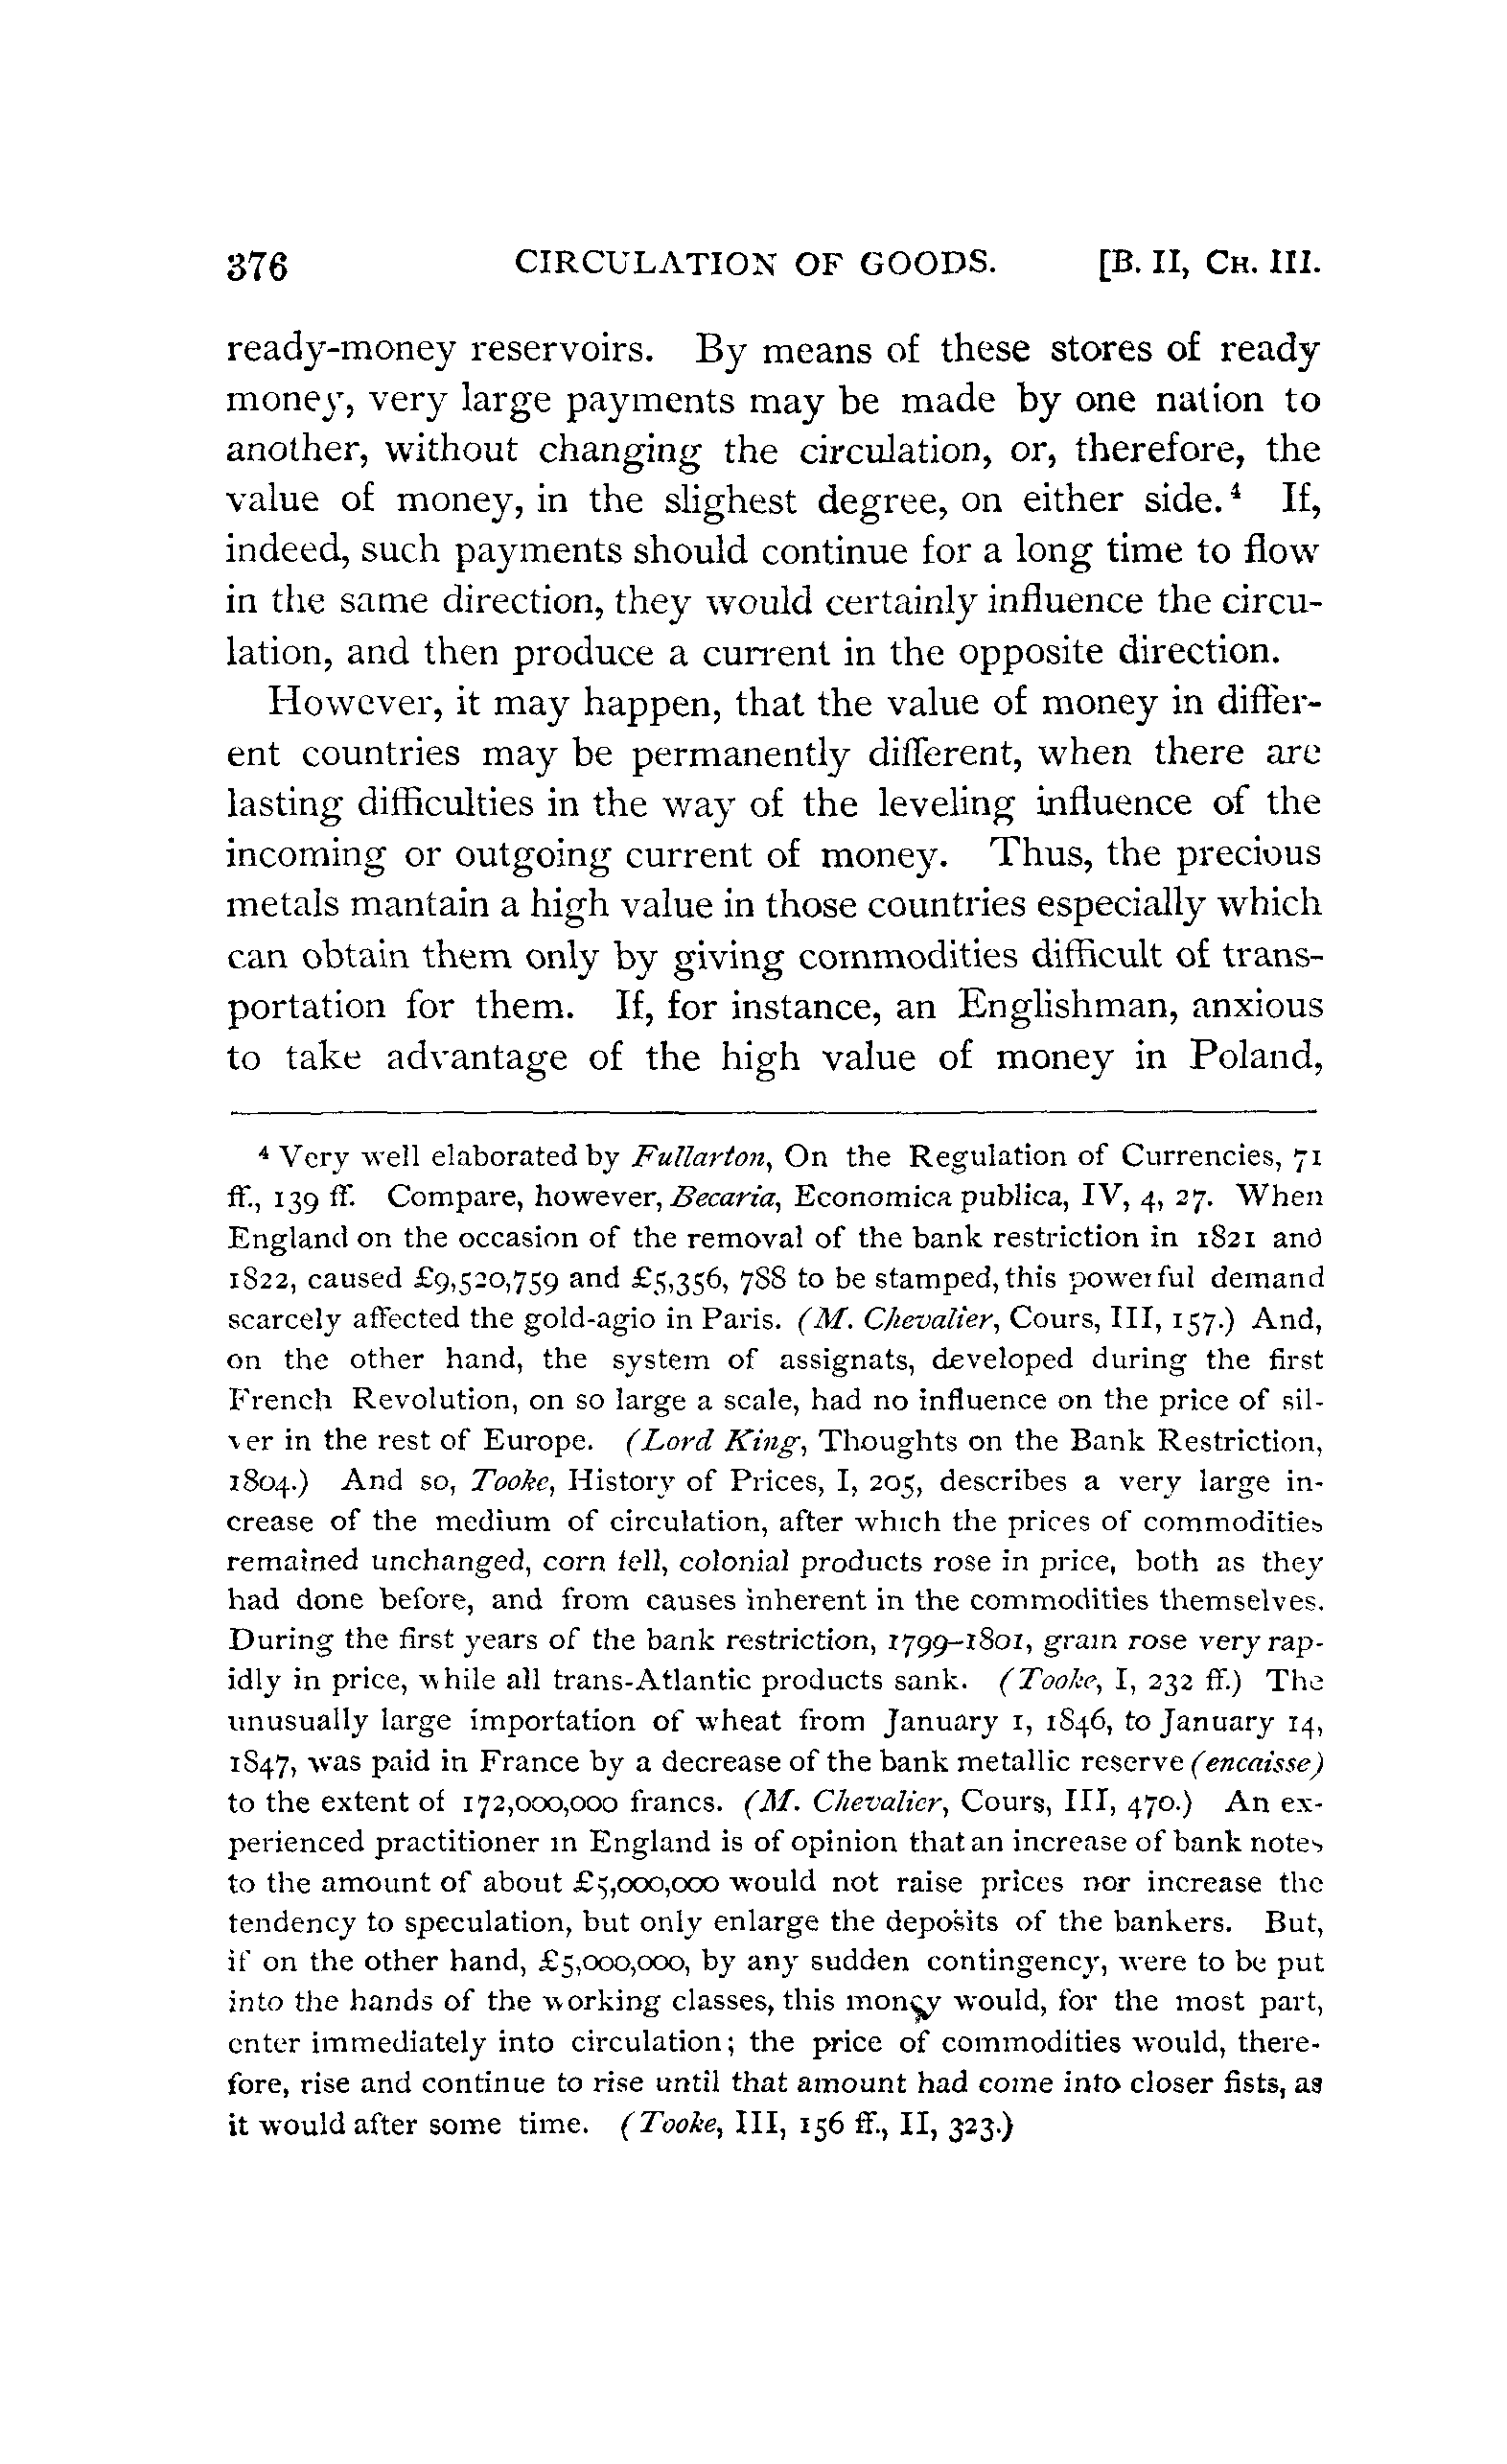 376 CIRCULATION OF GOODS. [B. II, CH. III.
ready-money reservoirs. By means of these stores of ready
money, very large payments may be made by one nation to
another, without changing the circulation, or, therefore, the
value of money, in the slighest degree, on either side.⁴ If,
indeed, such payments should continue for a long time to flow
in the same direction, they would certainly influence the circu-
lation, and then produce a current in the opposite direction.
However, it may happen, that the value of money in differ-
ent countries may be permanently different, when there are
lasting difficulties in the way of the leveling influence of the
incoming or outgoing current of money. Thus, the precious
metals mantain a high value in those countries especially which
can obtain them only by giving commodities difficult of trans-
portation for them. If, for instance, an Englishman, anxious
to take advantage of the high value of money in Poland,
⁴ Very well elaborated by Fullarton, On the Regulation of Currencies, 71
ff., 139 ff. Compare, however, Becaria, Economica publica, IV, 4, 27. When
England on the occasion of the removal of the bank restriction in 1821 and
1822, caused £9,520,759 and £5,356, 788 to be stamped, this powerful demand
scarcely affected the gold-agio in Paris. (M. Chevalier, Cours, III, 157.) And,
on the other hand, the system of assignats, developed during the first
French Revolution, on so large a scale, had no influence on the price of sil-
ver in the rest of Europe. (Lord King, Thoughts on the Bank Restriction,
1804.) And so, Tooke, History of Prices, I, 205, describes a very large in-
crease of the medium of circulation, after which the prices of commodities
remained unchanged, corn fell, colonial products rose in price, both as they
had done before, and from causes inherent in the commodities themselves.
During the first years of the bank restriction, 1799-1801, grain rose very rap-
idly in price, while all trans-Atlantic products sank. (Tooke, I, 232 ff.) The
unusually large importation of wheat from January 1, 1846, to January 14,
1847, was paid in France by a decrease of the bank metallic reserve (encaisse)
to the extent of 172,000,000 francs. (M. Chevalier, Cours, III, 470.) An ex-
perienced practitioner in England is of opinion that an increase of bank notes
to the amount of about £5,000,000 would not raise prices nor increase the
tendency to speculation, but only enlarge the deposits of the bankers. But,
if on the other hand, £5,000,000, by any sudden contingency, were to be put
into the hands of the working classes, this money would, for the most part,
enter immediately into circulation; the price of commodities would, there-
fore, rise and continue to rise until that amount had come into closer fists, as
it would after some time. (Tooke, III, 156 ff., II, 323.)